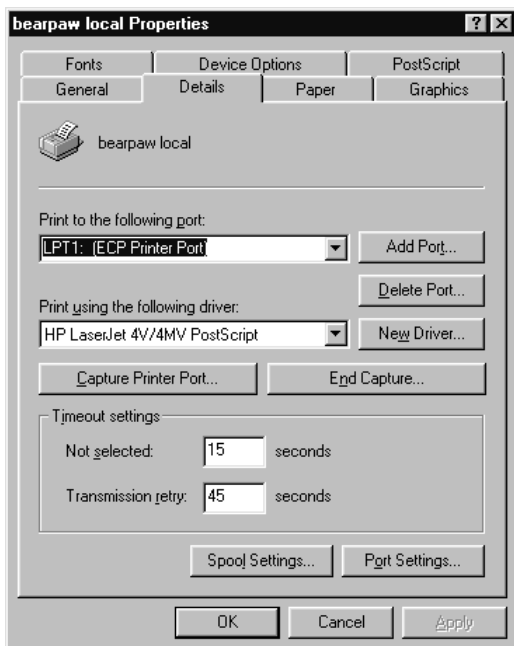 bearpaw local Properties
Fonts Device Options PostScript
General Details Paper Graphics
bearpaw local
Print to the following port:
LPT1: (ECP Printer Port) Add Port...
Delete Port...
Print using the following driver:
HP LaserJet 4V/4MV PostScript New Driver...
Capture Printer Port... End Capture...
Timeout settings
Not selected: 15 seconds
Transmission retry: 45 seconds
Spool Settings... Port Settings...
OK Cancel Apply